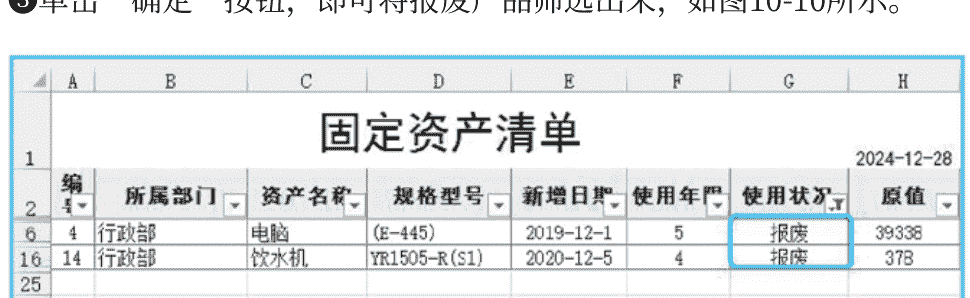 ❸单击“确定”按钮，即可将报废产品筛选出来，如图10-10所示。
A B C D E F G H
1 固定资产清单 2024-12-28
2 编号 所属部门 资产名称 规格型号 新增日期 使用年限 使用状况 原值
6 4 行政部 电脑 (E-445) 2019-12-1 5 报废 39338
16 14 行政部 饮水机 YR1505-R(S1) 2020-12-5 4 报废 378
25